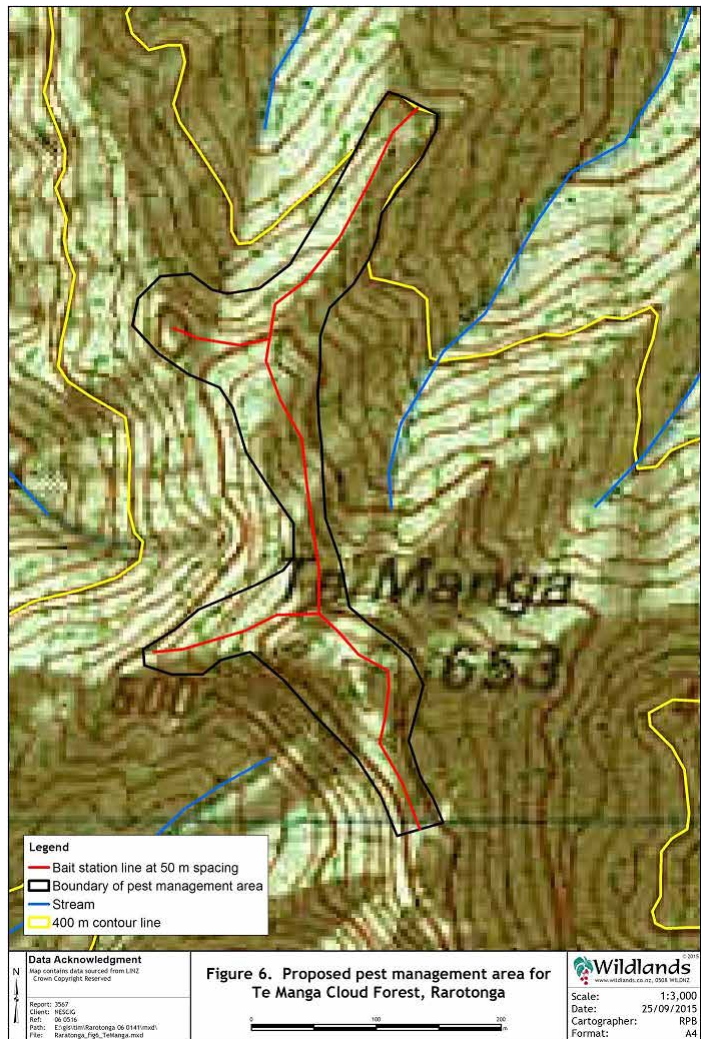 Te Manga
653
500
Legend
Bait station line at 50 m spacing
Boundary of pest management area
Stream
400 m contour line
N
Data Acknowledgment
Map contains data sourced from LINZ
Crown Copyright Reserved
Report: 3567
Client: NESCIG
Ref: 06 0516
Path: E:\gis\tim\Rarotonga 06 0141\mxd\
File: Raratonga_Fig6_TeManga.mxd
Figure 6. Proposed pest management area for
Te Manga Cloud Forest, Rarotonga
0 100 200
m
© 2015
Wildlands
www.wildlands.co.nz, 0508 WILDNZ
Scale: 1:3,000
Date: 25/09/2015
Cartographer: RPB
Format: A4